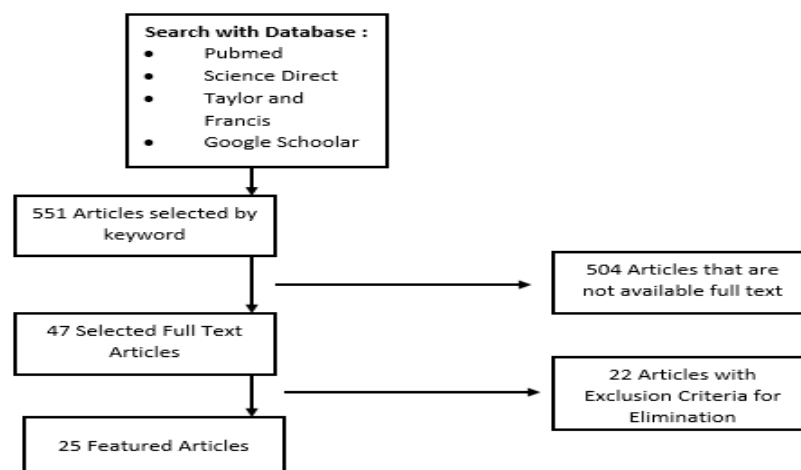 Search with Database :
• Pubmed
• Science Direct
• Taylor and
Francis
• Google Schoolar
551 Articles selected by
keyword
504 Articles that are
not available full text
47 Selected Full Text
Articles
22 Articles with
Exclusion Criteria for
Elimination
25 Featured Articles